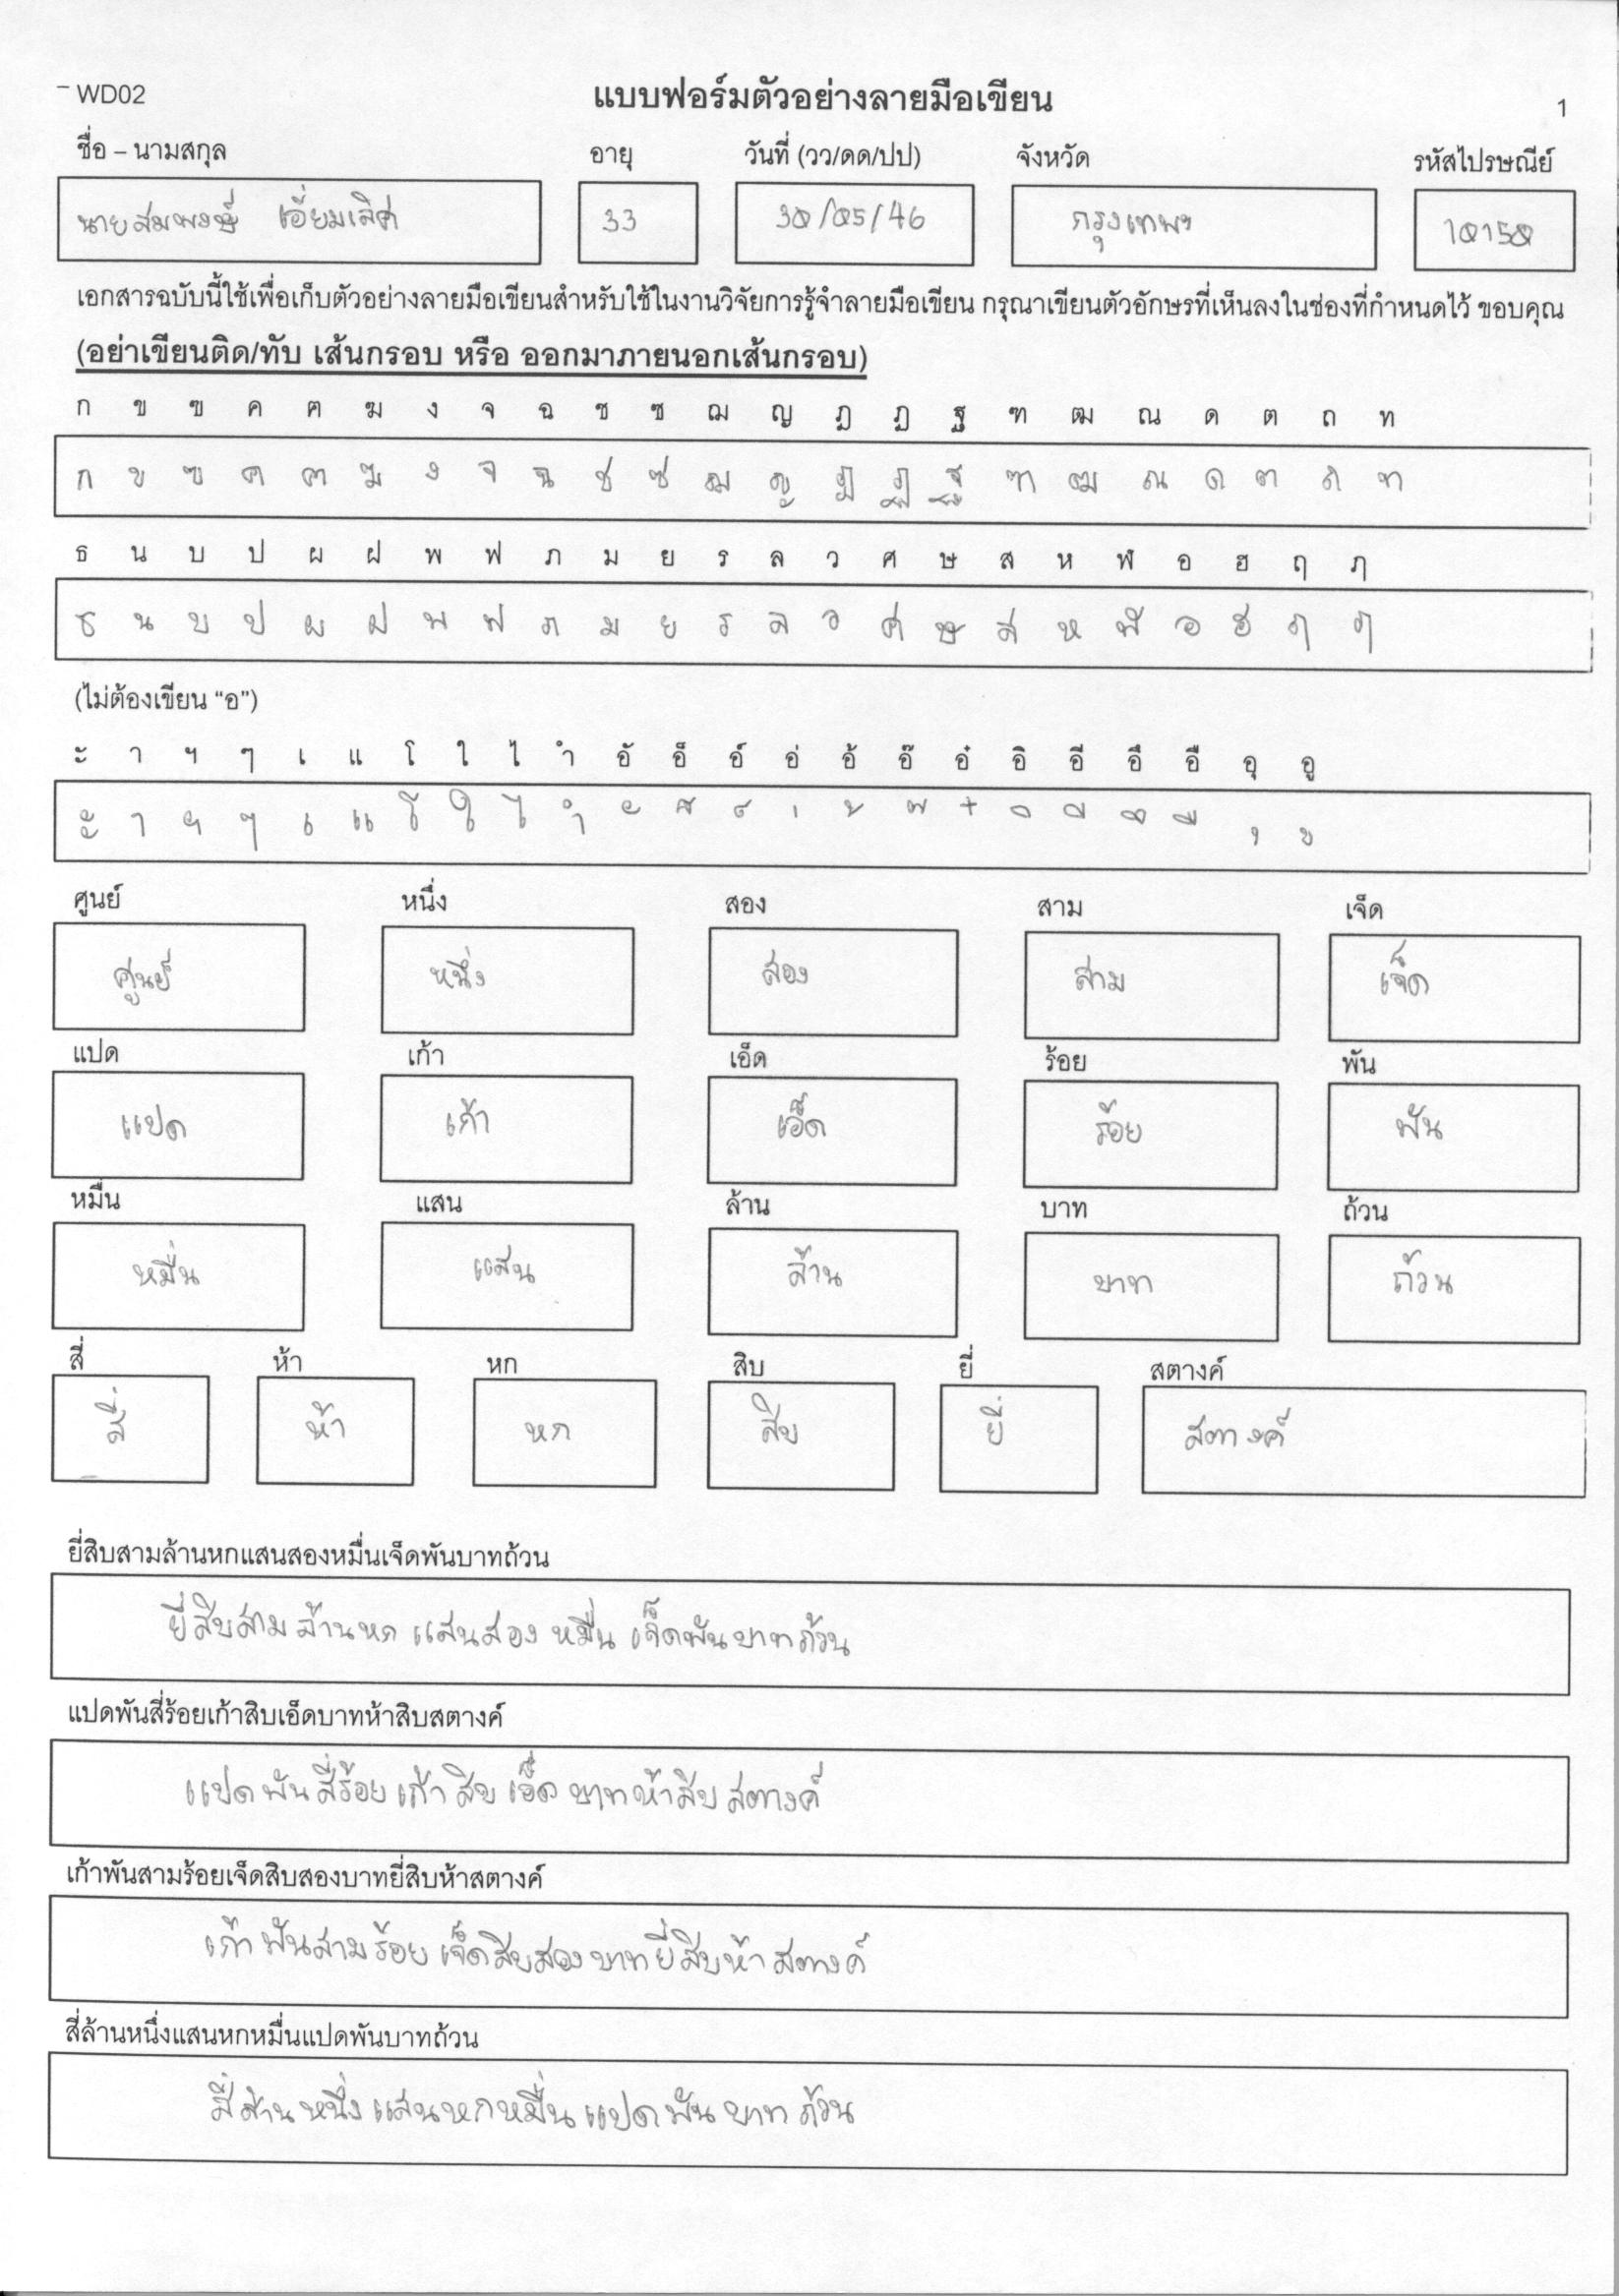 WD02 แบบฟอร์มตัวอย่างลายมือเขียน 1
ชื่อ – นามสกุล อายุ วันที่ (วว/ดด/ปป) จังหวัด รหัสไปรษณีย์
นายสมพงษ์ เอี่ยมเลิศ 33 30/05/46 กรุงเทพฯ 10150
เอกสารฉบับนี้ใช้เพื่อเก็บตัวอย่างลายมือเขียนสำหรับใช้ในงานวิจัยการรู้จำลายมือเขียน กรุณาเขียนตัวอักษรที่เห็นลงในช่องที่กำหนดไว้ ขอบคุณ
(อย่าเขียนติด/ทับ เส้นกรอบ หรือ ออกมาภายนอกเส้นกรอบ)
ก ข ฃ ค ฅ ฆ ง จ ฉ ช ซ ฌ ญ ฎ ฏ ฐ ฑ ฒ ณ ด ต ถ ท
ก ข ฃ ค ฅ ฆ ง จ ฉ ช ซ ฌ ญ ฎ ฏ ฐ ฑ ฒ ณ ด ต ถ ท
ธ น บ ป ผ ฝ พ ฟ ภ ม ย ร ล ว ศ ษ ส ห ฬ อ ฮ ฤ ฦ
ธ น บ ป ผ ฝ พ ฟ ภ ม ย ร ล ว ศ ษ ส ห ฬ อ ฮ ฤ ฦ
(ไม่ต้องเขียน “อ”)
ะ า ฯ ๆ เ แ โ ใ ไ ำ อั อ็ อ์ อ่ อ้ อ๊ อ๋ อิ อี อึ อื อุ อู
ะ า ฯ ๆ เ แ โ ใ ไ ำ ั ็ ์ ่ ้ ๊ ๋ ิ ี ึ ื ุ ู
ศูนย์ หนึ่ง สอง สาม เจ็ด
ศูนย์ หนึ่ง สอง สาม เจ็ด
แปด เก้า เอ็ด ร้อย พัน
แปด เก้า เอ็ด ร้อย พัน
หมื่น แสน ล้าน บาท ถ้วน
หมื่น แสน ล้าน บาท ถ้วน
สี่ ห้า หก สิบ ยี่ สตางค์
สี่ ห้า หก สิบ ยี่ สตางค์
ยี่สิบสามล้านหกแสนสองหมื่นเจ็ดพันบาทถ้วน
ยี่สิบสามล้านหกแสนสองหมื่นเจ็ดพันบาทถ้วน
แปดพันสี่ร้อยเก้าสิบเอ็ดบาทห้าสิบสตางค์
แปดพันสี่ร้อยเก้าสิบเอ็ดบาทห้าสิบสตางค์
เก้าพันสามร้อยเจ็ดสิบสองบาทยี่สิบห้าสตางค์
เก้าพันสามร้อยเจ็ดสิบสองบาทยี่สิบห้าสตางค์
สี่ล้านหนึ่งแสนหกหมื่นแปดพันบาทถ้วน
สี่ล้านหนึ่งแสนหกหมื่นแปดพันบาทถ้วน